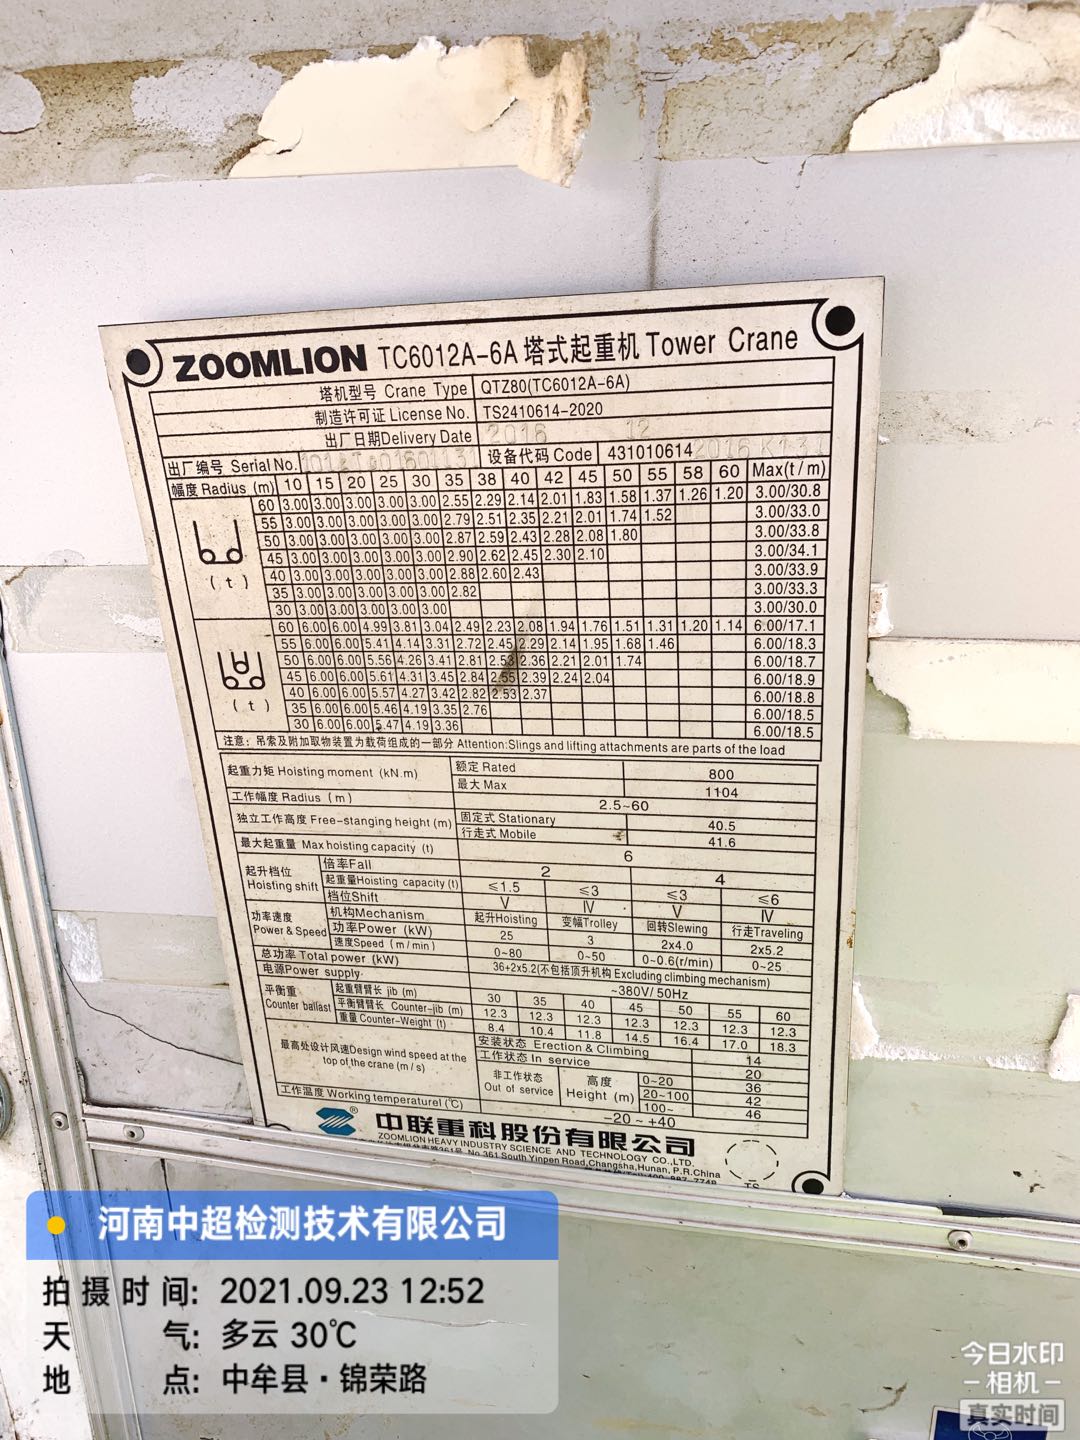 ZOOMLION TC6012A-6A 塔式起重机 Tower Crane
塔机型号 Crane Type QTZ80(TC6012A-6A)
制造许可证 License No. TS2410614-2020
出厂日期Delivery Date 2016 12
出厂编号 Serial No. 设备代码 Code 431010614
幅度 Radius (m) 10 15 20 25 30 35 38 40 42 45 50 55 58 60 Max(t/m)
60 3.00 3.00 3.00 3.00 3.00 2.55 2.29 2.14 2.01 1.83 1.58 1.37 1.26 1.20 3.00/30.8
55 3.00 3.00 3.00 3.00 3.00 2.79 2.51 2.35 2.21 2.01 1.74 1.52 3.00/33.0
50 3.00 3.00 3.00 3.00 3.00 2.87 2.59 2.43 2.28 2.08 1.80 3.00/33.8
45 3.00 3.00 3.00 3.00 3.00 2.90 2.62 2.45 2.30 2.10 3.00/34.1
(t) 40 3.00 3.00 3.00 3.00 3.00 2.88 2.60 2.43 3.00/33.9
35 3.00 3.00 3.00 3.00 3.00 2.82 3.00/33.3
30 3.00 3.00 3.00 3.00 3.00 3.00/30.0
60 6.00 6.00 4.99 3.81 3.04 2.49 2.23 2.08 1.94 1.76 1.51 1.31 1.20 1.14 6.00/17.1
55 6.00 6.00 5.41 4.14 3.31 2.72 2.45 2.29 2.14 1.95 1.68 1.46 6.00/18.3
50 6.00 6.00 5.56 4.26 3.41 2.81 2.53 2.36 2.21 2.01 1.74 6.00/18.7
45 6.00 6.00 5.61 4.31 3.45 2.84 2.55 2.39 2.24 2.04 6.00/18.9
(t) 40 6.00 6.00 5.57 4.27 3.42 2.82 2.53 2.37 6.00/18.8
35 6.00 6.00 5.46 4.19 3.35 2.76 6.00/18.5
30 6.00 6.00 5.47 4.19 3.36 6.00/18.5
注意: 吊索及附加取物装置为载荷组成的一部分 Attention:Slings and lifting attachments are parts of the load
起重力矩 Hoisting moment (kN.m) 额定 Rated 800
最大 Max 1104
工作幅度 Radius (m) 2.5~60
独立工作高度 Free-stanging height (m) 固定式 Stationary 40.5
行走式 Mobile 41.6
最大起重量 Max hoisting capacity (t) 6
起升档位 Hoisting shift 倍率Fall 2 4
起重量Hoisting capacity(t) ≤1.5 ≤3 ≤3 ≤6
档位Shift V IV V IV
功率速度 Power & Speed 机构Mechanism 起升Hoisting 变幅Trolley 回转Slewing 行走Traveling
功率Power (kW) 25 3 2x4.0 2x5.2
速度Speed (m/min) 0~80 0~50 0~0.6(r/min) 0~25
总功率 Total power (kW) 36+2x5.2(不包括顶升机构 Excluding climbing mechanism)
电源Power supply ~380V/50Hz
平衡重 Counter ballast 起重臂臂长 jib (m) 30 35 40 45 50 55 60
平衡臂臂长 Counter-jib (m) 12.3 12.3 12.3 12.3 12.3 12.3 12.3
重量 Counter-Weight (t) 8.4 10.4 11.8 14.5 16.4 17.0 18.3
最高处设计风速Design wind speed at the top of the crane (m/s) 安装状态 Erection & Climbing 14
工作状态 In service 20
非工作状态 Out of service 高度 Height (m) 0~20 36
20~100 42
100~ 46
工作温度 Working temperaturel (℃) -20~+40
中联重科股份有限公司
ZOOMLION HEAVY INDUSTRY SCIENCE AND TECHNOLOGY CO.,LTD.
No.361 South Yinpen Road,Changsha,Hunan, P.R.China
TS
河南中超检测技术有限公司
拍摄时间: 2021.09.23 12:52
天气: 多云 30℃
地点: 中牟县·锦荣路
今日水印
相机
真实时间